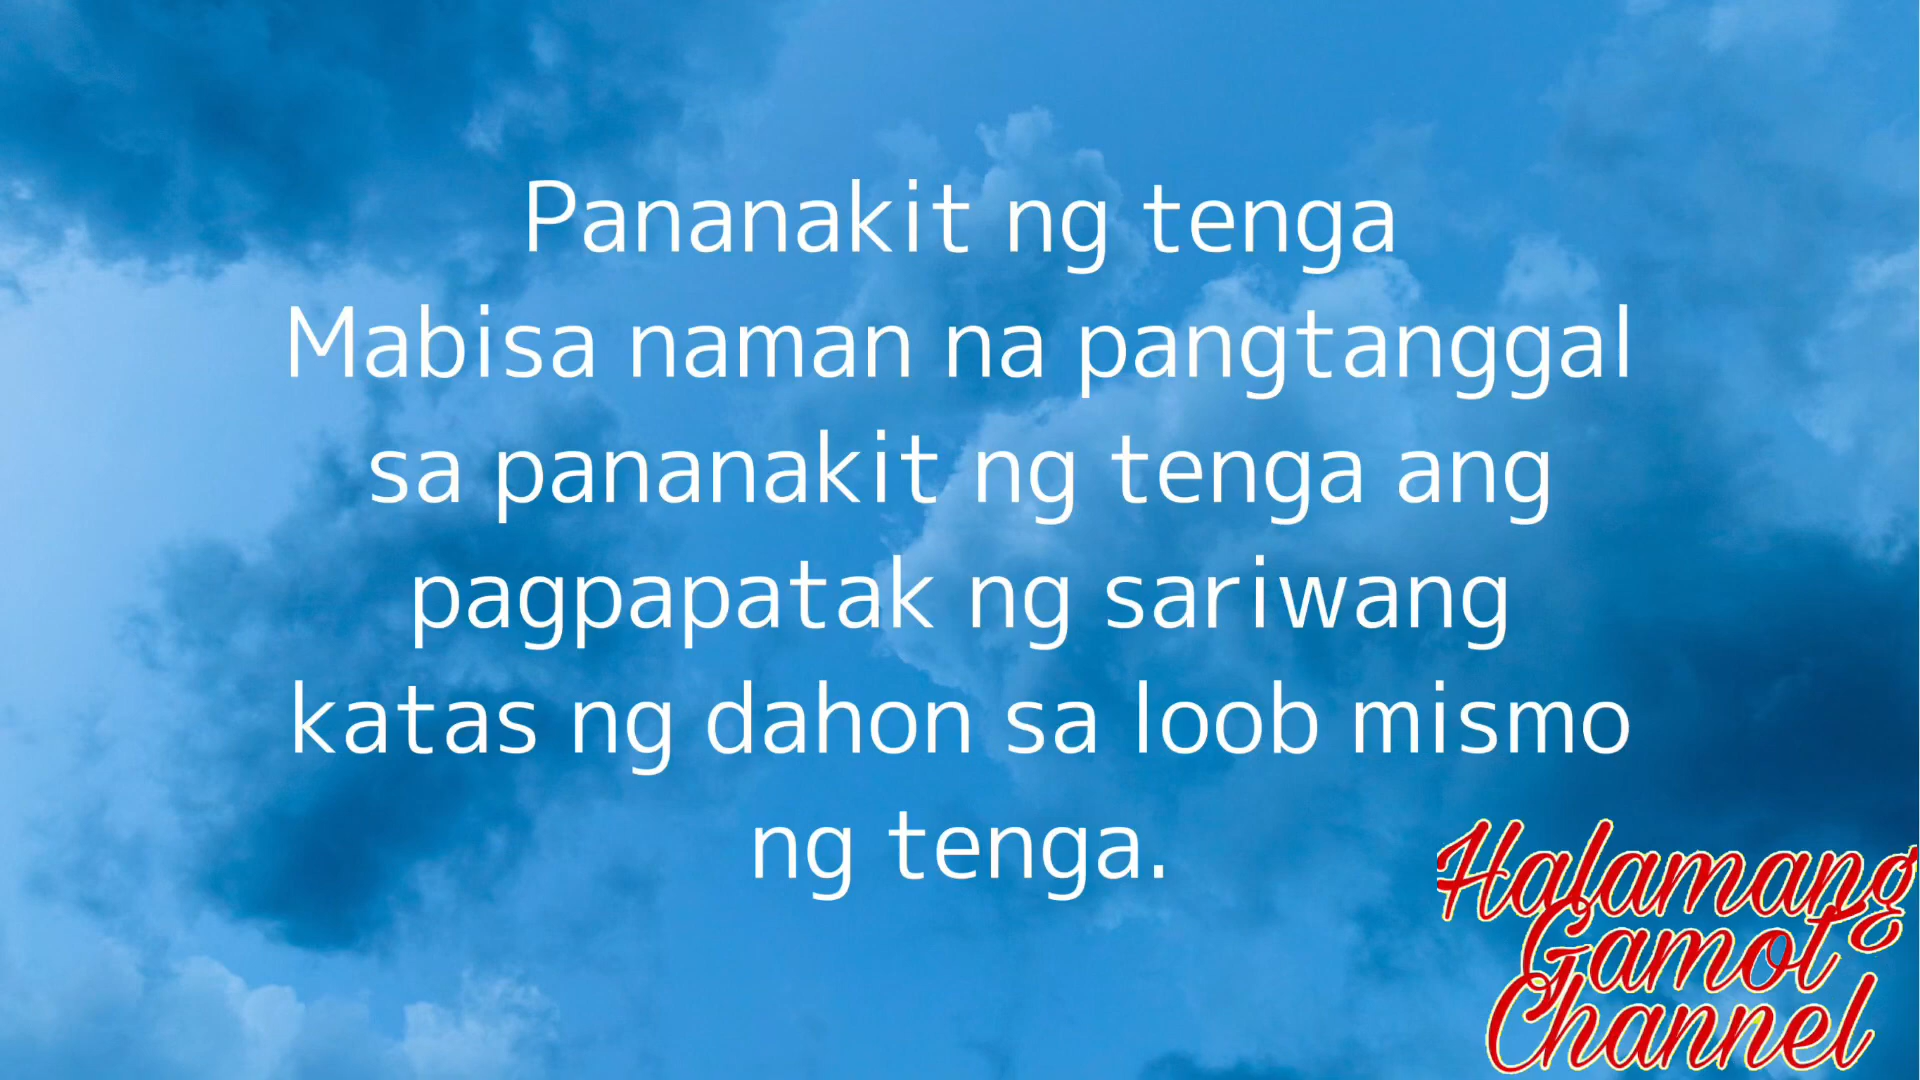 Pananakit ng tenga
Mabisa naman na pangtanggal
sa pananakit ng tenga ang
pagpapatak ng sariwang
katas ng dahon sa loob mismo
ng tenga.
Halamang
Gamot
Channel